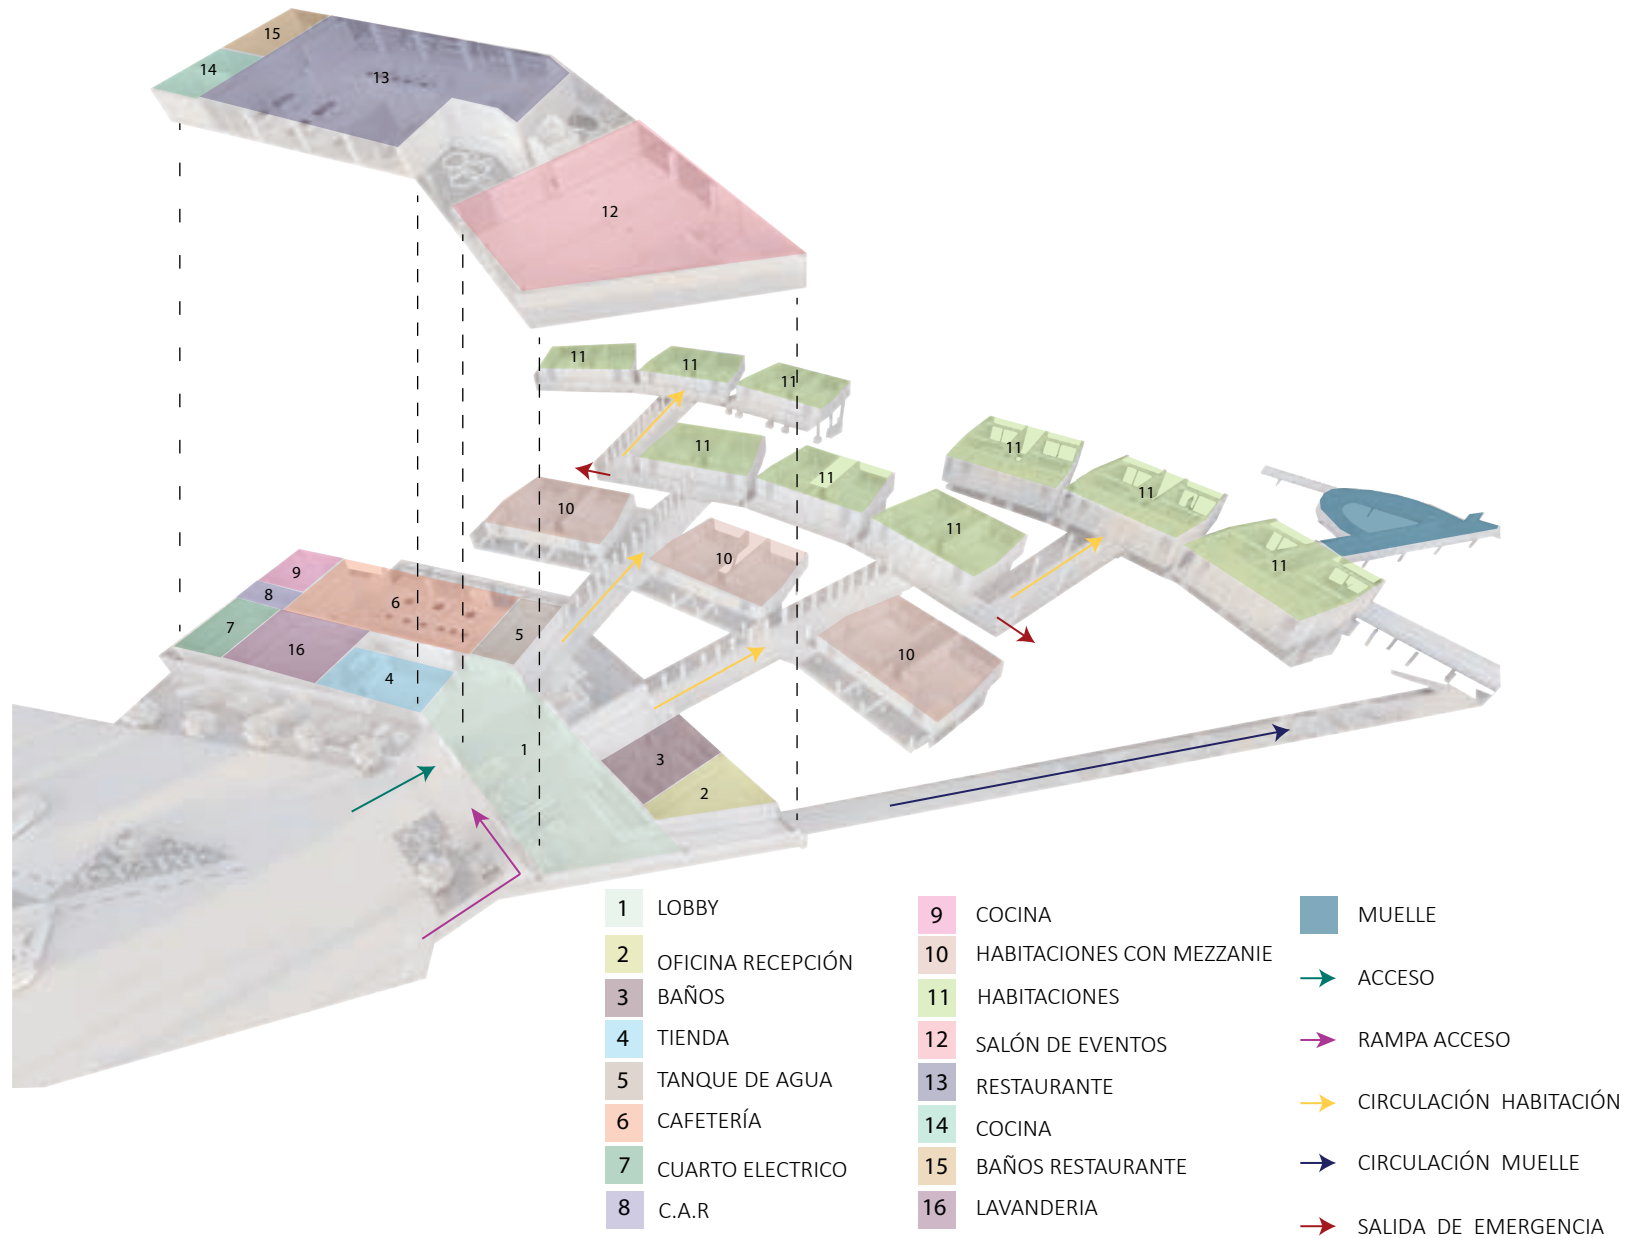 15
14
13
12
11
11
11
11
11
11
11
11
11
10
10
10
9
8
7
6
5
16
4
1
3
2
1 LOBBY
2 OFICINA RECEPCIÓN
3 BAÑOS
4 TIENDA
5 TANQUE DE AGUA
6 CAFETERÍA
7 CUARTO ELECTRICO
8 C.A.R
9 COCINA
10 HABITACIONES CON MEZZANIE
11 HABITACIONES
12 SALÓN DE EVENTOS
13 RESTAURANTE
14 COCINA
15 BAÑOS RESTAURANTE
16 LAVANDERIA
MUELLE
ACCESO
RAMPA ACCESO
CIRCULACIÓN HABITACIÓN
CIRCULACIÓN MUELLE
SALIDA DE EMERGENCIA